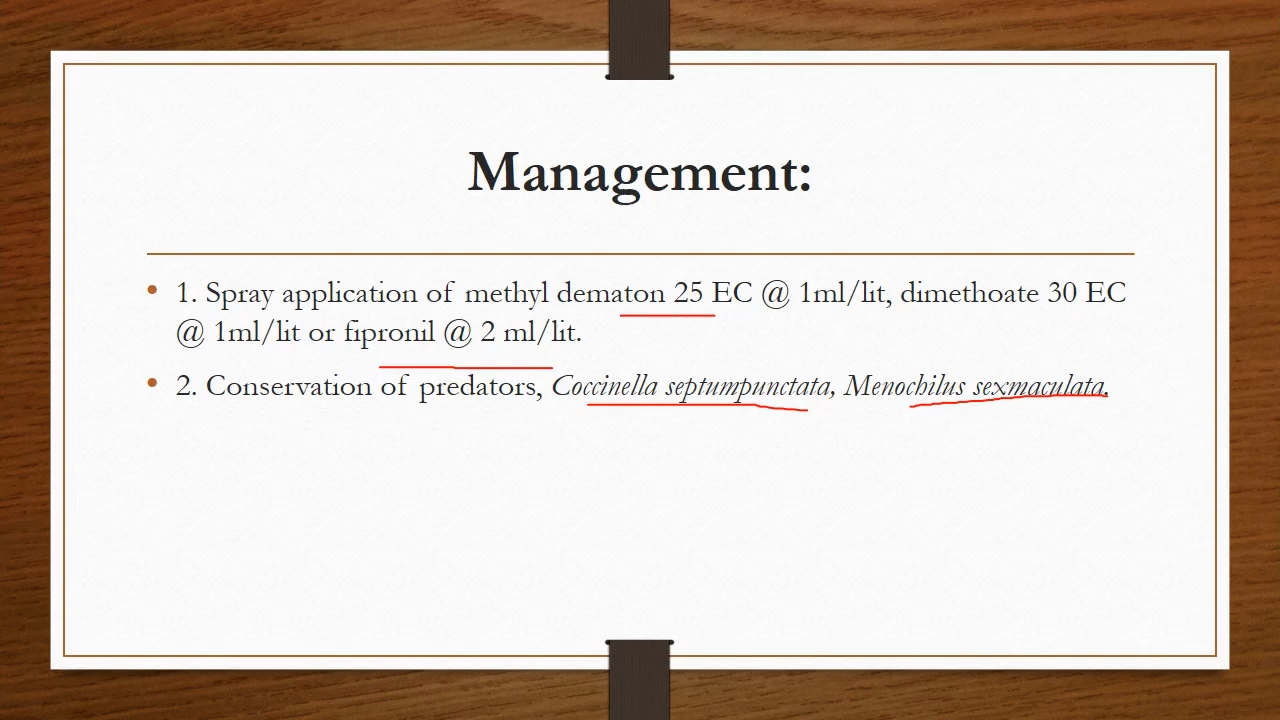 Management:
• 1. Spray application of methyl dematon 25 EC @ 1ml/lit, dimethoate 30 EC
@ 1ml/lit or fipronil @ 2 ml/lit.
• 2. Conservation of predators, Coccinella septumpunctata, Menochilus sexmaculata.